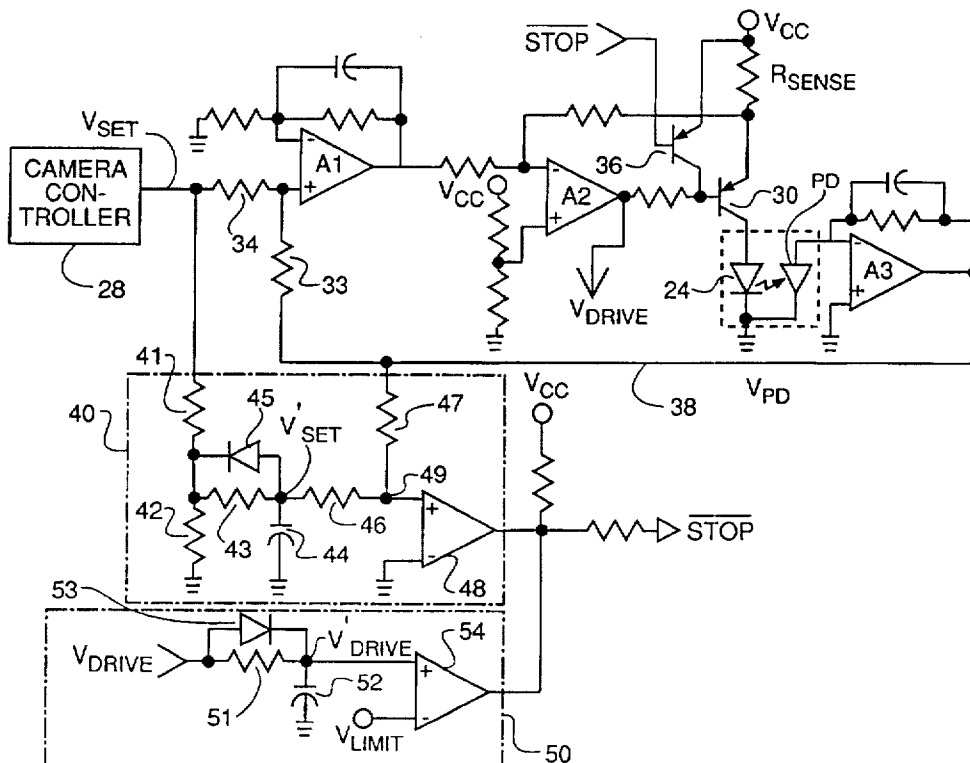 STOP
VCC
RSENSE
VSET
CAMERA
CON-
TROLLER
28
-
A1
+
34
33
VCC
-
A2
+
VDRIVE
36
30
PD
24
-
A3
+
VPD
38
41
40
45
V'SET
47
49
VCC
42
43
44
46
+
-
48
STOP
53
VDRIVE
V'DRIVE
54
51
52
+
-
VLIMIT
50